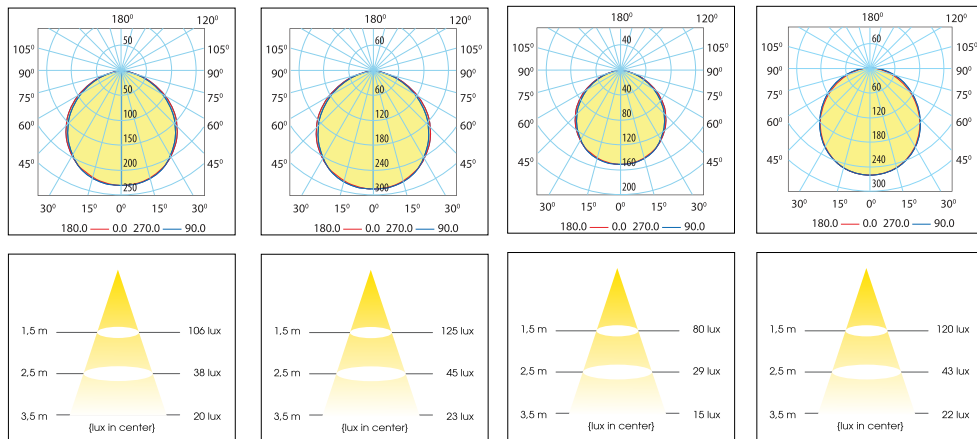 180⁰ 120⁰
50
105⁰ 105⁰
90⁰ 90⁰
50
75⁰ 75⁰
100
60⁰ 60⁰
150
45⁰ 45⁰
200
250
30⁰ 15⁰ 0⁰ 15⁰ 30⁰
180.0 0.0 270.0 90.0
180⁰ 120⁰
60
105⁰ 105⁰
90⁰ 90⁰
60
75⁰ 75⁰
120
60⁰ 60⁰
180
45⁰ 45⁰
240
300
30⁰ 15⁰ 0⁰ 15⁰ 30⁰
180.0 0.0 270.0 90.0
180⁰ 120⁰
40
105⁰ 105⁰
90⁰ 90⁰
40
75⁰ 75⁰
80
60⁰ 60⁰
120
45⁰ 45⁰
160
200
30⁰ 15⁰ 0⁰ 15⁰ 30⁰
180.0 0.0 270.0 90.0
180⁰ 120⁰
60
105⁰ 105⁰
90⁰ 90⁰
60
75⁰ 75⁰
120
60⁰ 60⁰
180
45⁰ 45⁰
240
300
30⁰ 15⁰ 0⁰ 15⁰ 30⁰
180.0 0.0 270.0 90.0
1,5 m 106 lux
2,5 m 38 lux
3,5 m 20 lux
{lux in center}
1,5 m 125 lux
2,5 m 45 lux
3,5 m 23 lux
{lux in center}
1,5 m 80 lux
2,5 m 29 lux
3,5 m 15 lux
{lux in center}
1,5 m 120 lux
2,5 m 43 lux
3,5 m 22 lux
{lux in center}